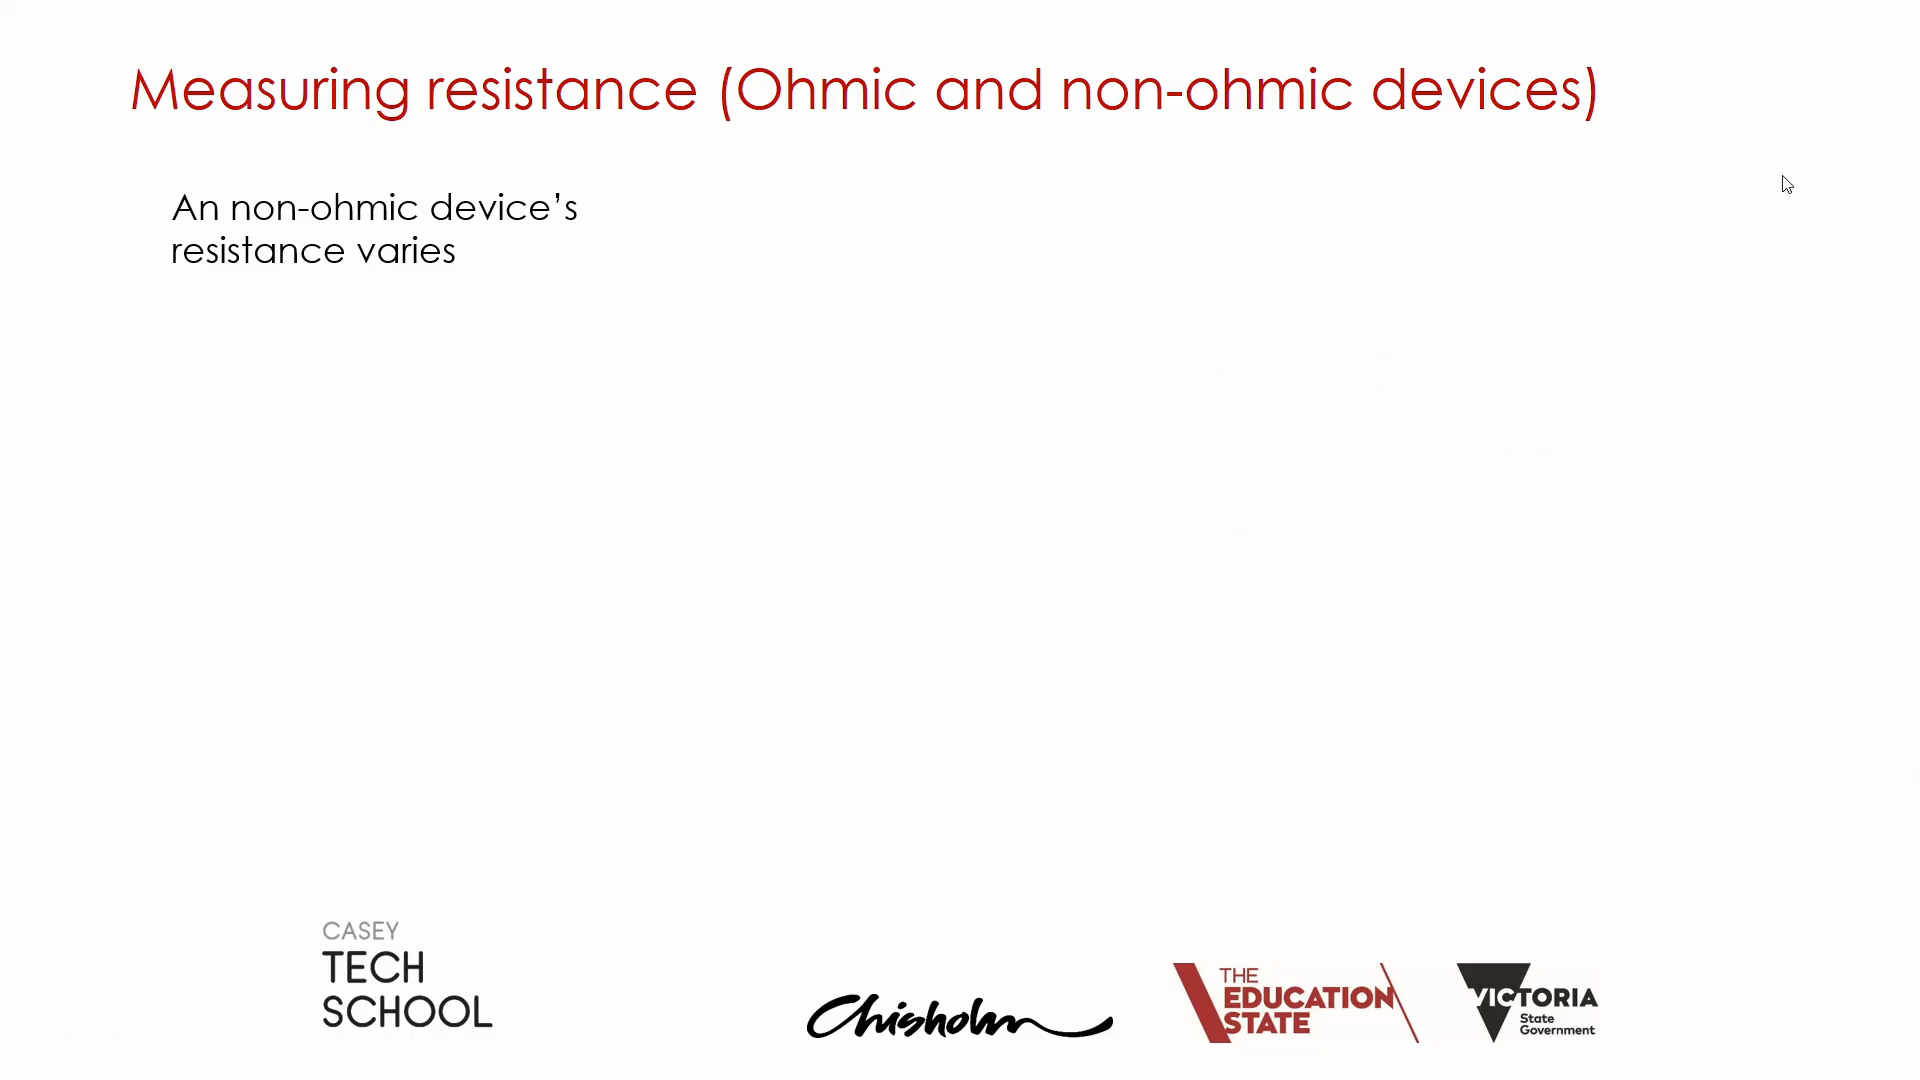 Measuring resistance (Ohmic and non-ohmic devices)
An non-ohmic device’s
resistance varies
CASEY
TECH
SCHOOL
Chisholm
THE
EDUCATION
STATE
VICTORIA
State
Government